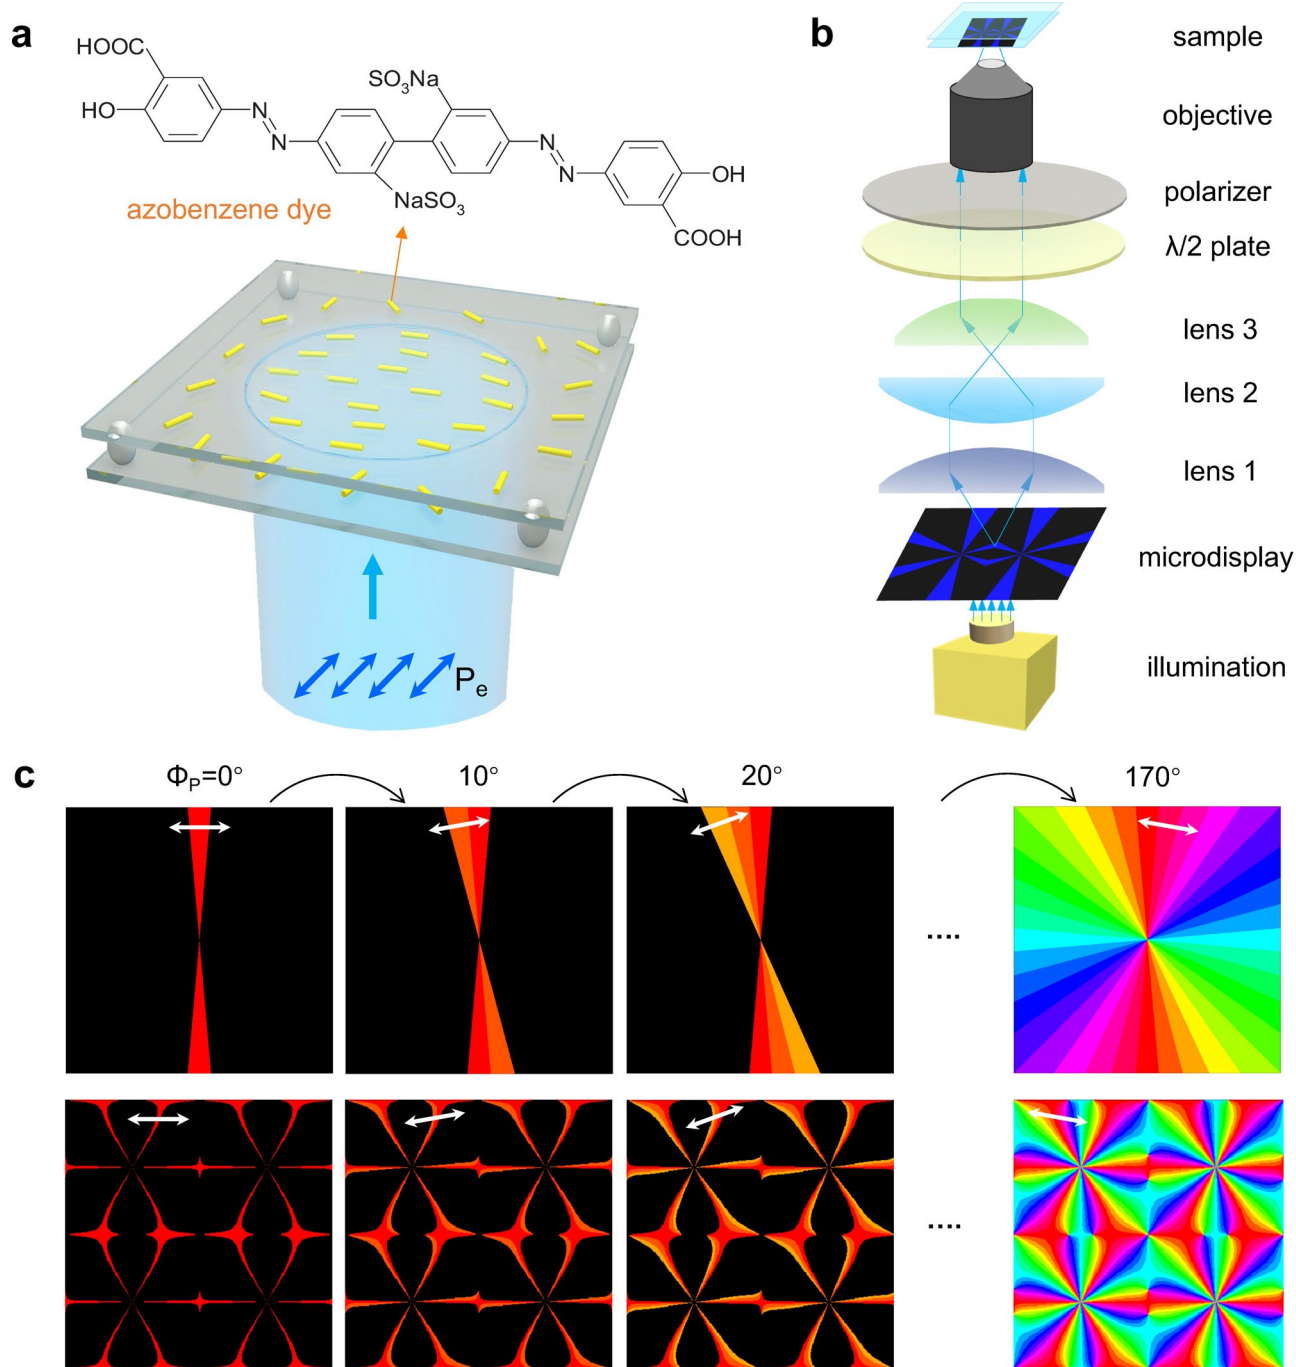 a
HOOC
HO
N
N
SO₃Na
NaSO₃
N
N
OH
COOH
azobenzene dye
Pₑ
b
sample
objective
polarizer
λ/2 plate
lens 3
lens 2
lens 1
microdisplay
illumination
c
Φ_P=0° 10° 20° 170°
....
....